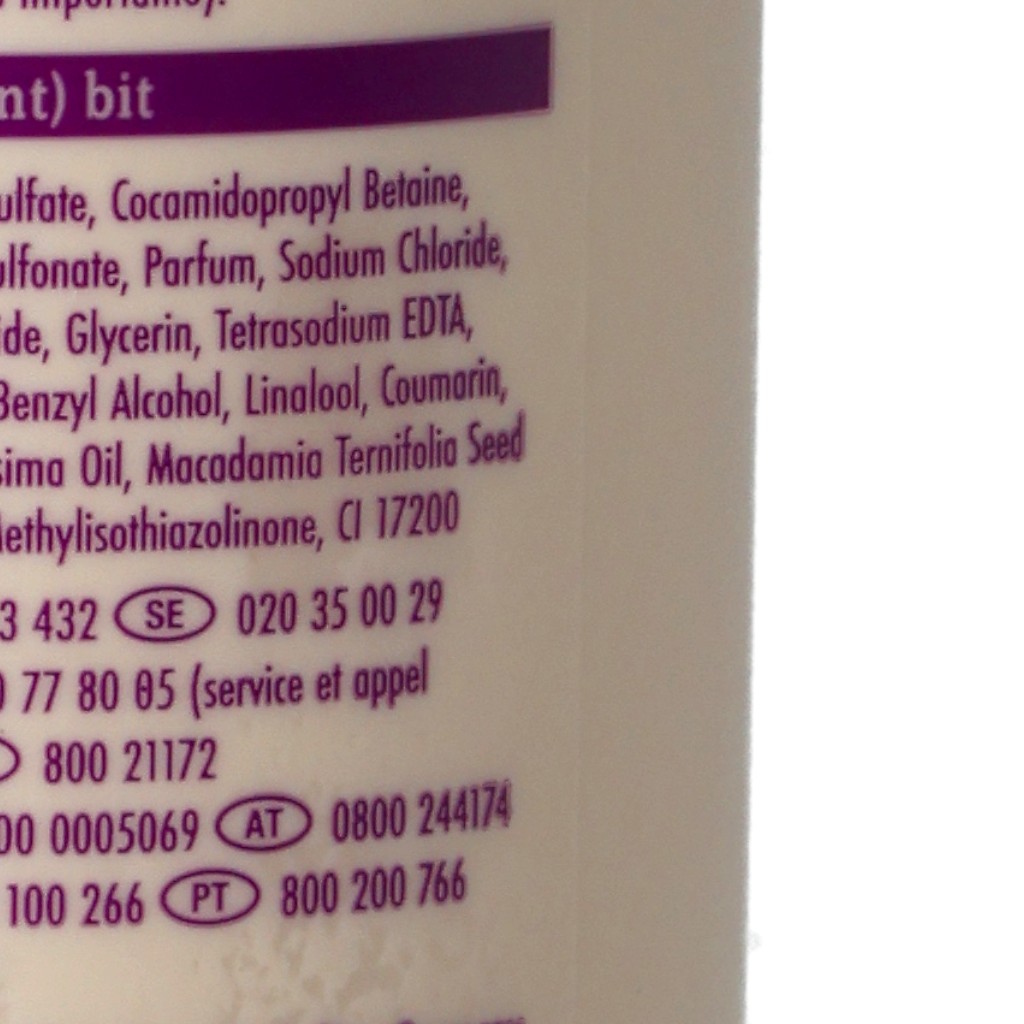 nt) bit
ulfate, Cocamidopropyl Betaine,
ulfonate, Parfum, Sodium Chloride,
ide, Glycerin, Tetrasodium EDTA,
Benzyl Alcohol, Linalool, Coumarin,
sima Oil, Macadamia Ternifolia Seed
Methylisothiazolinone, CI 17200
3 432 SE 020 35 00 29
0 77 80 05 (service et appel
800 21172
00 0005069 AT 0800 244174
100 266 PT 800 200 766